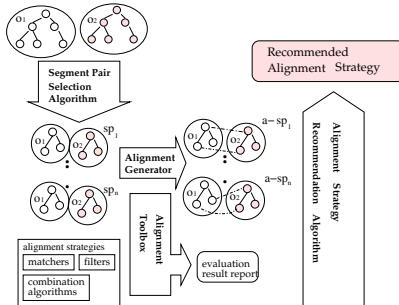 o1
o2
Recommended
Alignment Strategy
Segment Pair
Selection
Algorithm
o1
o2
sp1
Alignment
Generator
o1
o2
a−sp1
o1
o2
spn
o1
o2
a−spn
Alignment
Toolbox
Alignment Strategy
Recommendation Algorithm
alignment strategies
matchers
filters
combination
algorithms
evaluation
result report